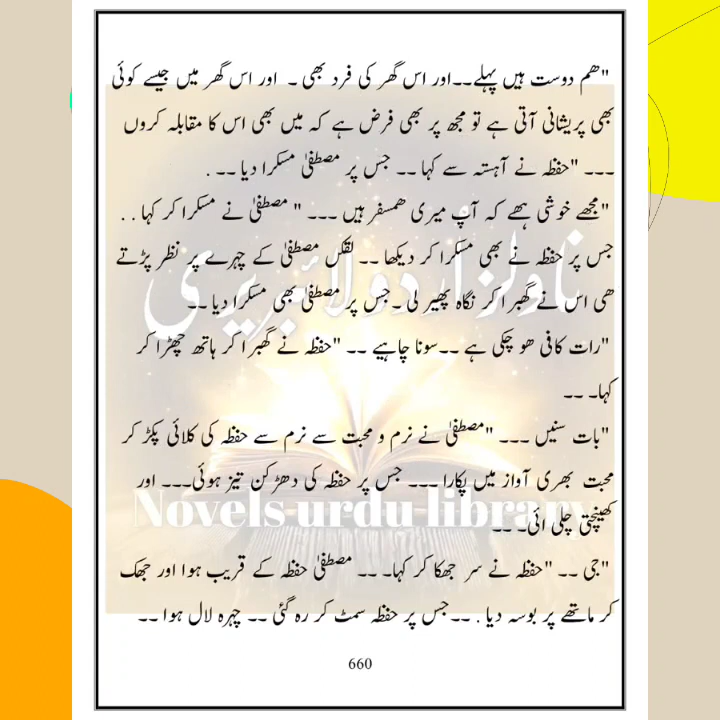 "ھم دوست ہیں پہلے۔۔اور اس گھر کی فرد بھی ۔ اور اس گھر میں جیسے کوئی
بھی پریشانی آتی ہے تو مجھ پر بھی فرض ہے کہ میں بھی اس کا مقابلہ کروں
۔۔۔ "حفظہ نے آہستہ سے کہا ۔۔ جس پر مصطفیٰ مسکرا دیا ۔۔ .
"مجھے خوشی ہھے کہ آپ میری ھمسفر ہیں ۔۔۔ " مصطفیٰ نے مسکرا کر کہا . .
جس پر حفظہ نے بھی مسکرا کر دیکھا ۔۔ لقکں مصطفیٰ کے چہرے پر نظر پڑتے
ھی اس نے گھبرا کر نگاہ پھیر لی ۔جس پر مصطفیٰ بھی مسکرا دیا ۔۔
ناولز اردو لائبریری
"رات کافی ھو چکی ہے ۔۔سونا چاہیے ۔۔ "حفظہ نے گھبرا کر ہاتھ چھڑا کر
کہا۔ ۔۔
"بات سنیں ۔۔۔ "مصطفیٰ نے نرم و محبت سے نرم سے حفظہ کی کلائی پکڑ کر
محبت بھری آواز میں پکارا ۔۔۔ جس پر حفظہ کی دھڑکن تیز ہوئی۔۔۔ اور
Novels urdu library
کھینچتی چلی ائی۔ ۔۔
"جی ۔۔ "حفظہ نے سر جھکا کر کہا۔ ۔۔ مصطفیٰ حفظہ کے قریب ہوا اور جھک
کر ماتھے پر بوسہ دیا . ۔۔جس پر حفظہ سمٹ کر رہ گئی ۔۔ چہرہ لال ہوا ۔۔
660